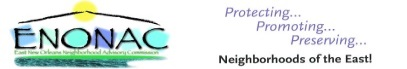 ENONAC
East New Orleans Neighborhood Advisory Commission
Protecting...
Promoting...
Preserving...
Neighborhoods of the East!